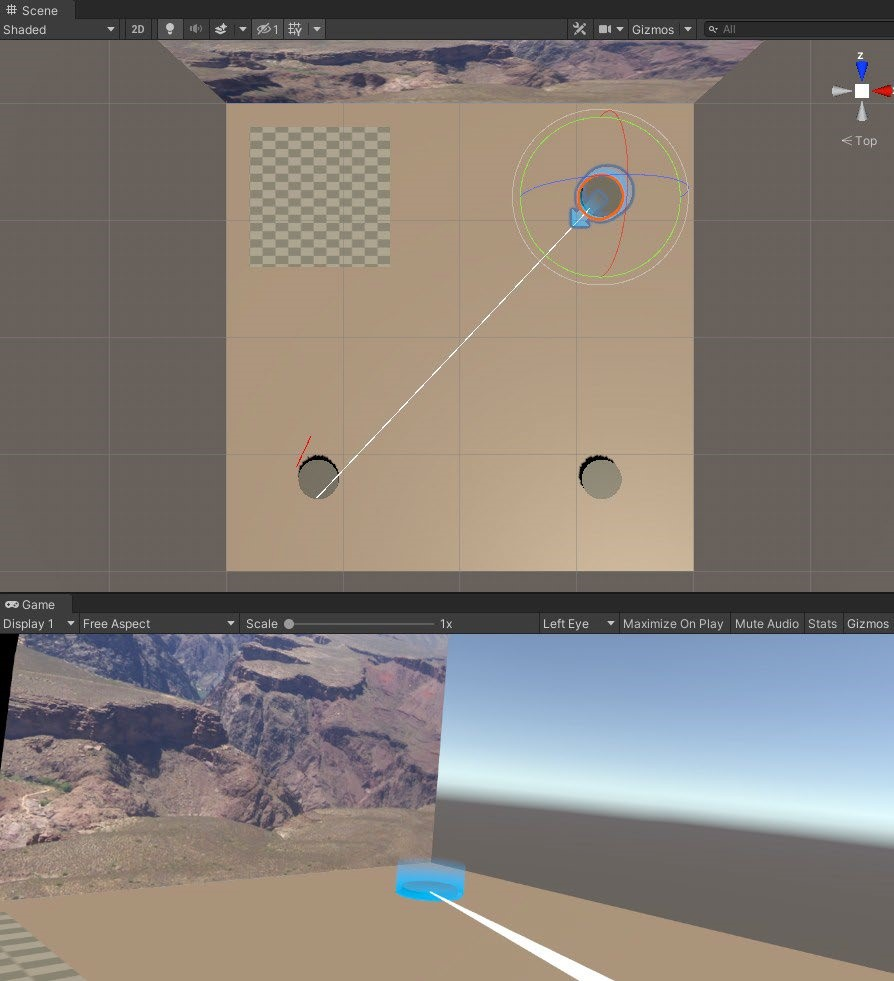 Scene
Shaded 2D 1 Gizmos All
z
Top
Game
Display 1 Free Aspect Scale 1x Left Eye Maximize On Play Mute Audio Stats Gizmos